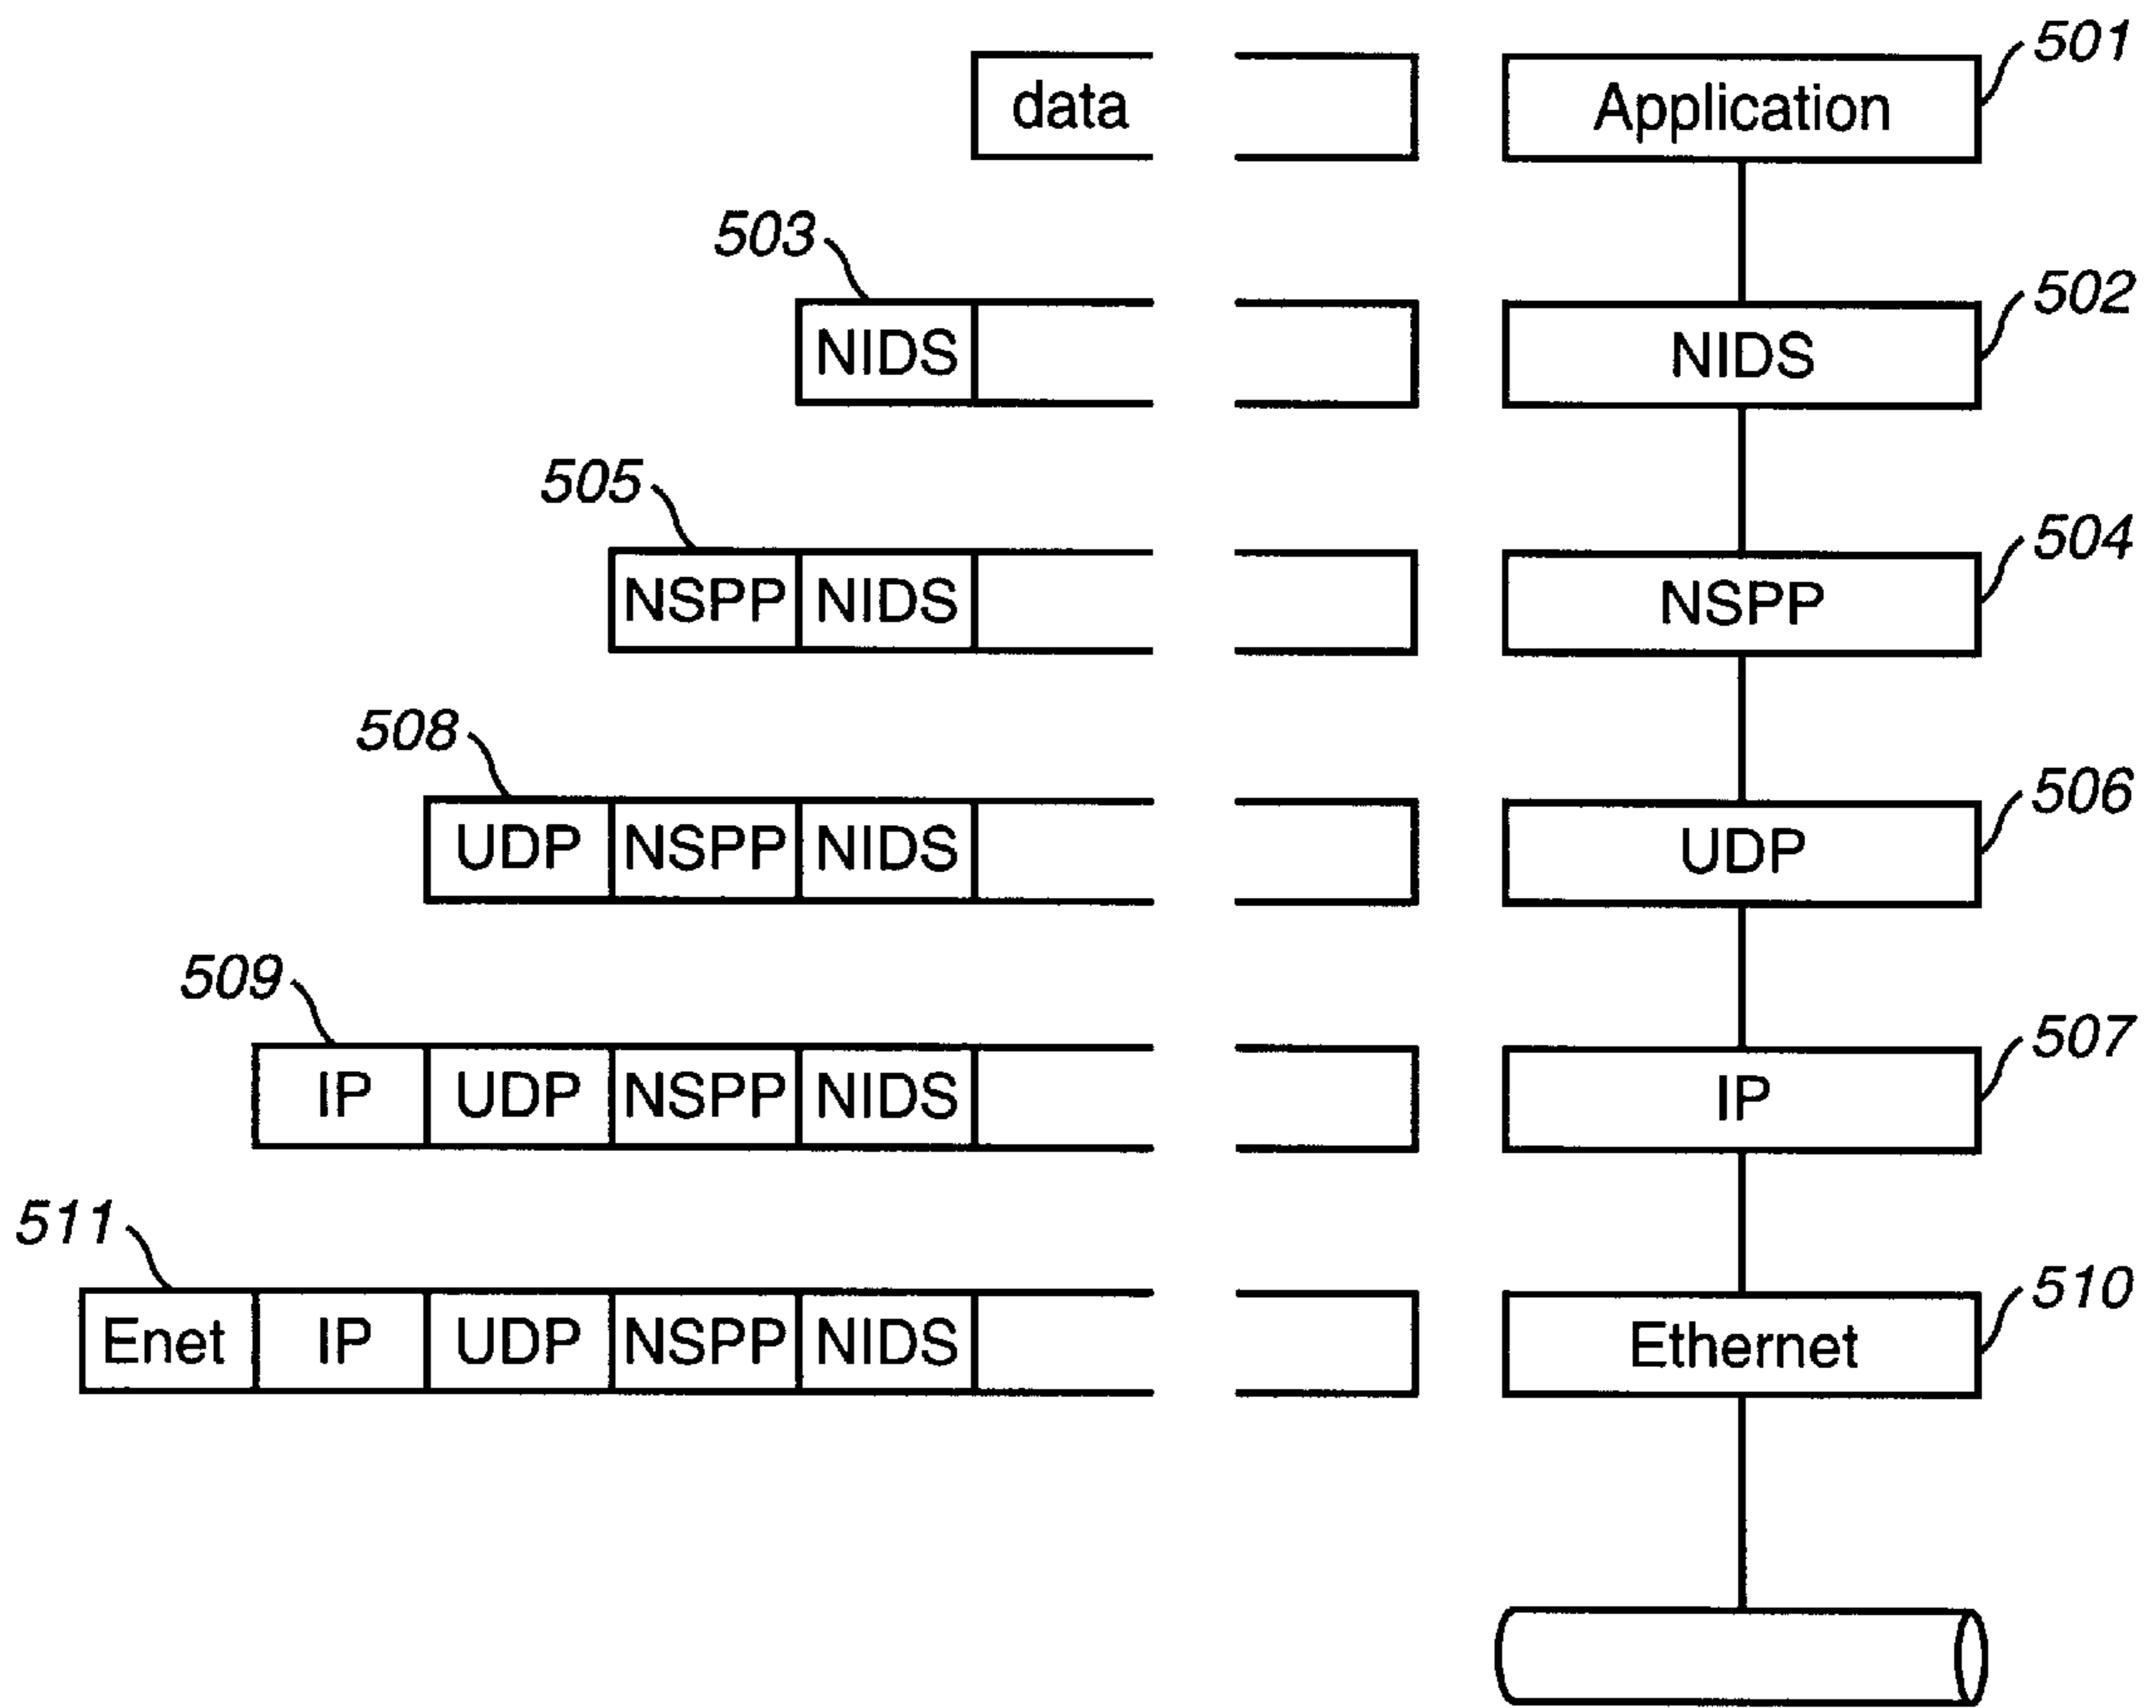 data Application 501
503
NIDS NIDS 502
505
NSPP NIDS NSPP 504
508
UDP NSPP NIDS UDP 506
509
IP UDP NSPP NIDS IP 507
511
Enet IP UDP NSPP NIDS Ethernet 510